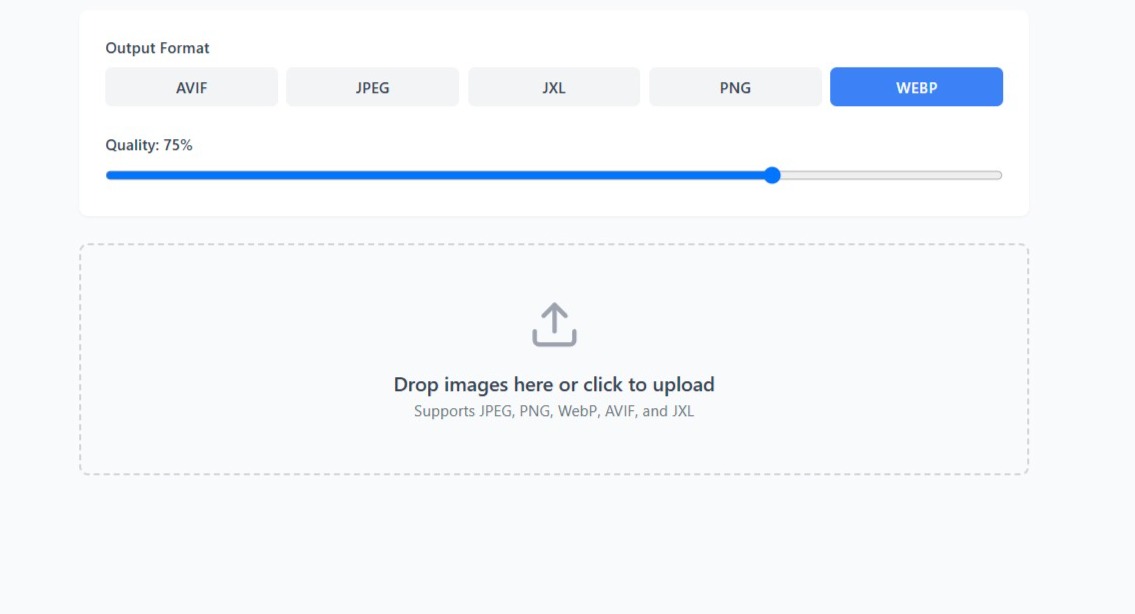 Output Format
AVIF JPEG JXL PNG WEBP
Quality: 75%
Drop images here or click to upload
Supports JPEG, PNG, WebP, AVIF, and JXL